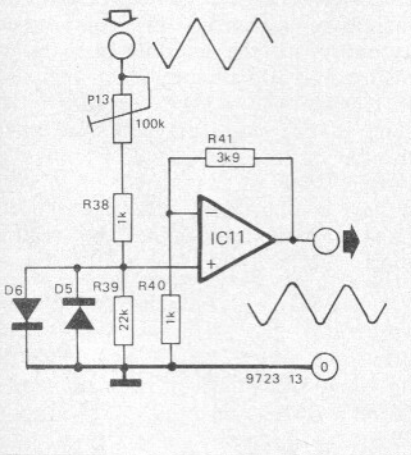 P13
100k
R41
3k9
R38
1k
IC11
−
+
D6
D5
R39
R40
22k
1k
0
9723 13